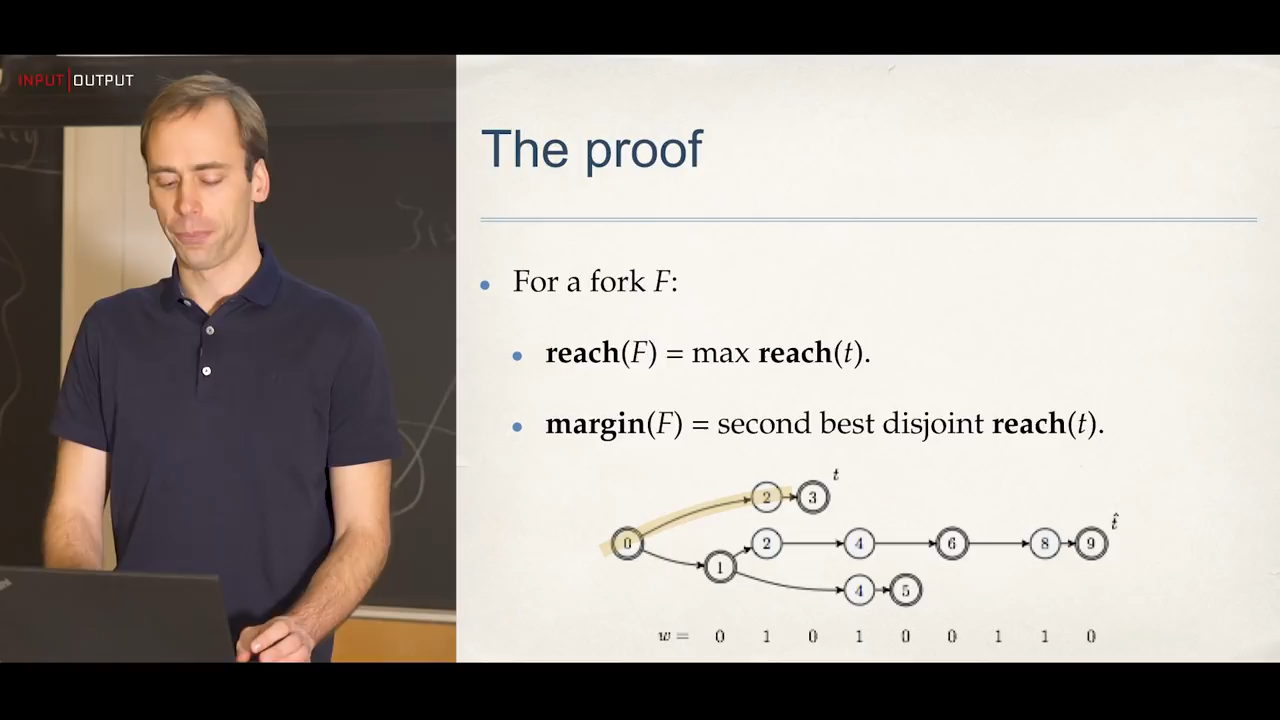 INPUT | OUTPUT
The proof
• For a fork F:
• reach(F) = max reach(t).
• margin(F) = second best disjoint reach(t).
2 3 t
0 2 4 6 8 9 t̂
1
4 5
w = 0 1 0 1 0 0 1 1 0